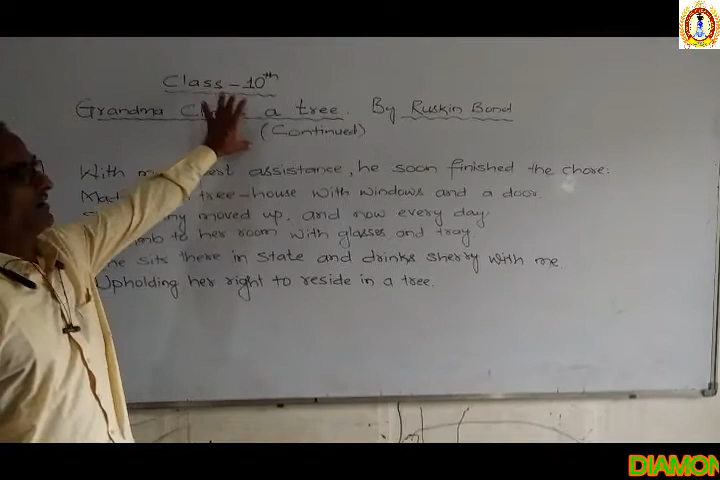 Class - 10th
Grandma a tree. By Ruskin Bond
(Continued)
With assistance, he soon finished the chore:
tree-house with windows and a door.
moved up, and now every day
to her room with glasses and tray
sits there in state and drinks sherry with me
Upholding her right to reside in a tree.
DIAMON